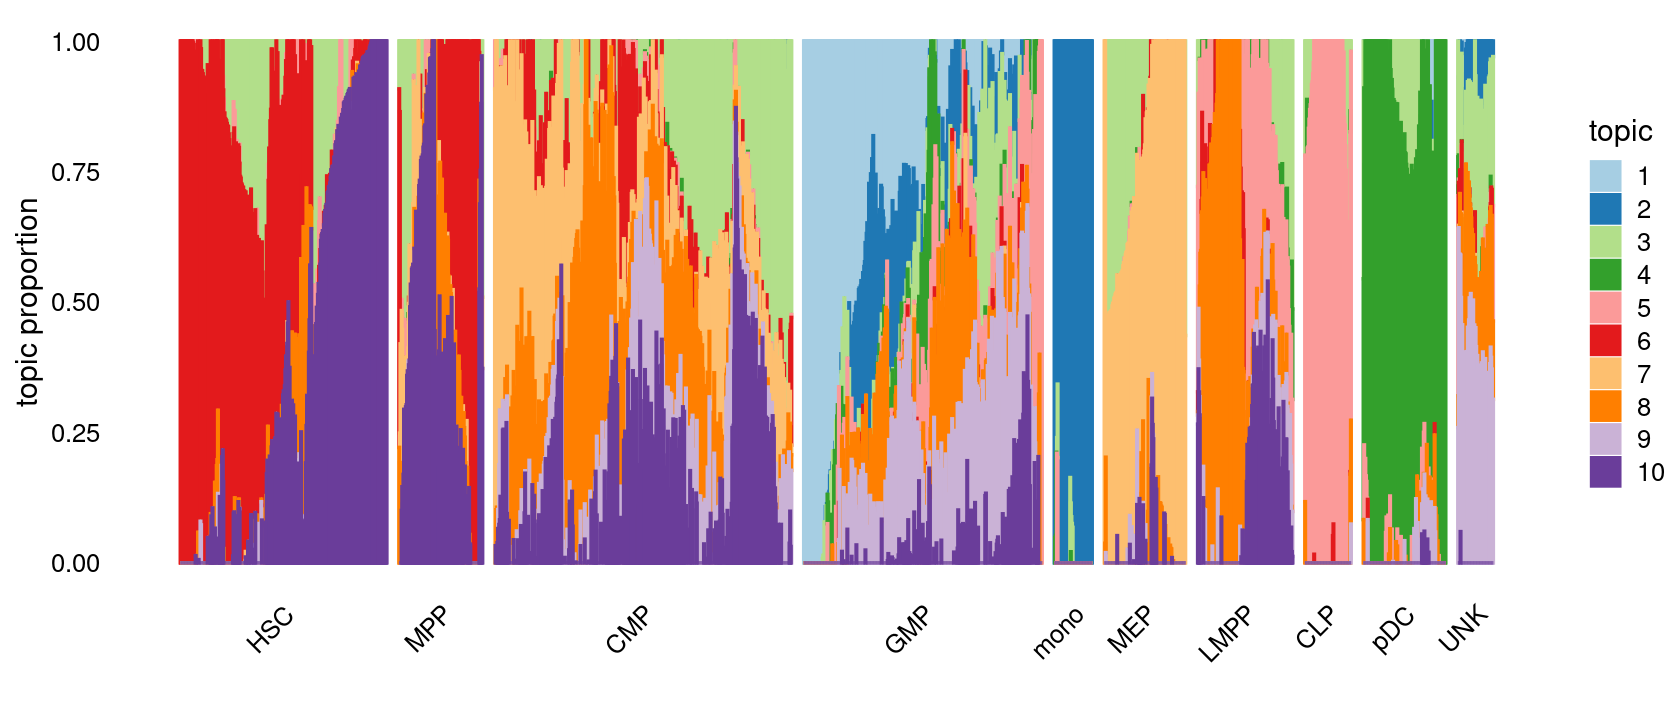 topic proportion
1.00
0.75
0.50
0.25
0.00
HSC
MPP
CMP
GMP
mono
MEP
LMPP
CLP
pDC
UNK
topic
1
2
3
4
5
6
7
8
9
10